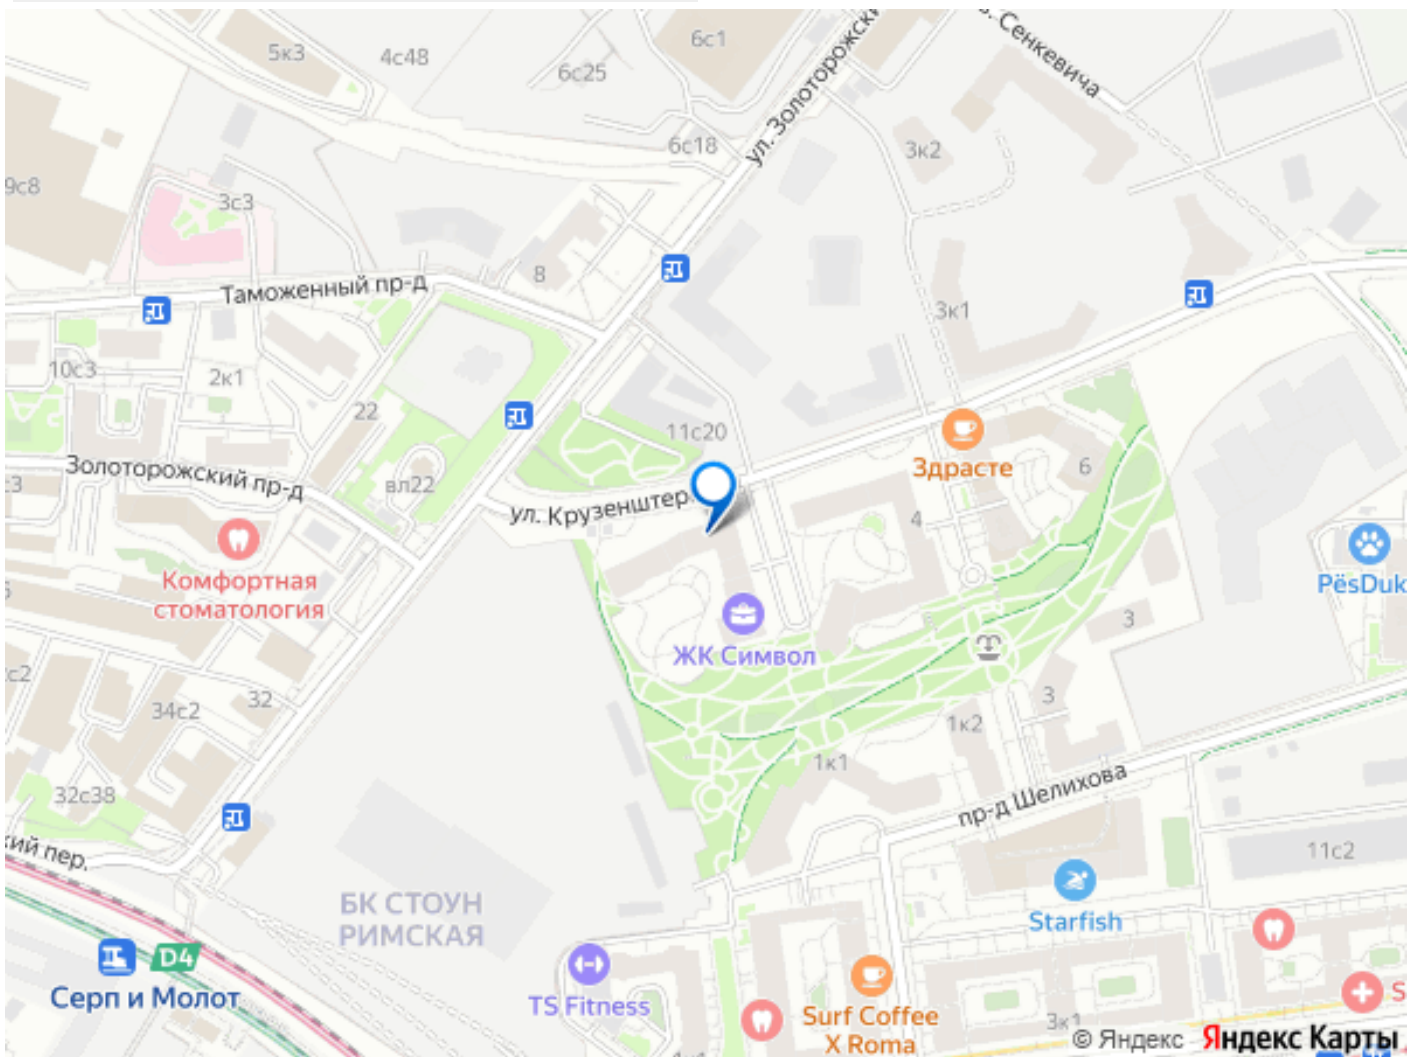 5к3
4с48
6с1
6с25
6с18
ул. Золоторожски
Сенкевича
3к2
9с8
3с3
8
Таможенный пр-д
3к1
10с3
2к1
22
11с20
Здрасте
6
Золоторожский пр-д
вл22
ул. Крузенштер
4
Комфортная
стоматология
PёsDuk
3
ЖК Символ
с2
34с2
32
3
1к2
1к1
32с38
пр-д Шелихова
кий пер.
11с2
БК СТОУН
РИМСКАЯ
Starfish
D4
Серп и Молот
TS Fitness
Surf Coffee
X Roma
3к1
S
© Яндекс Яндекс Карты